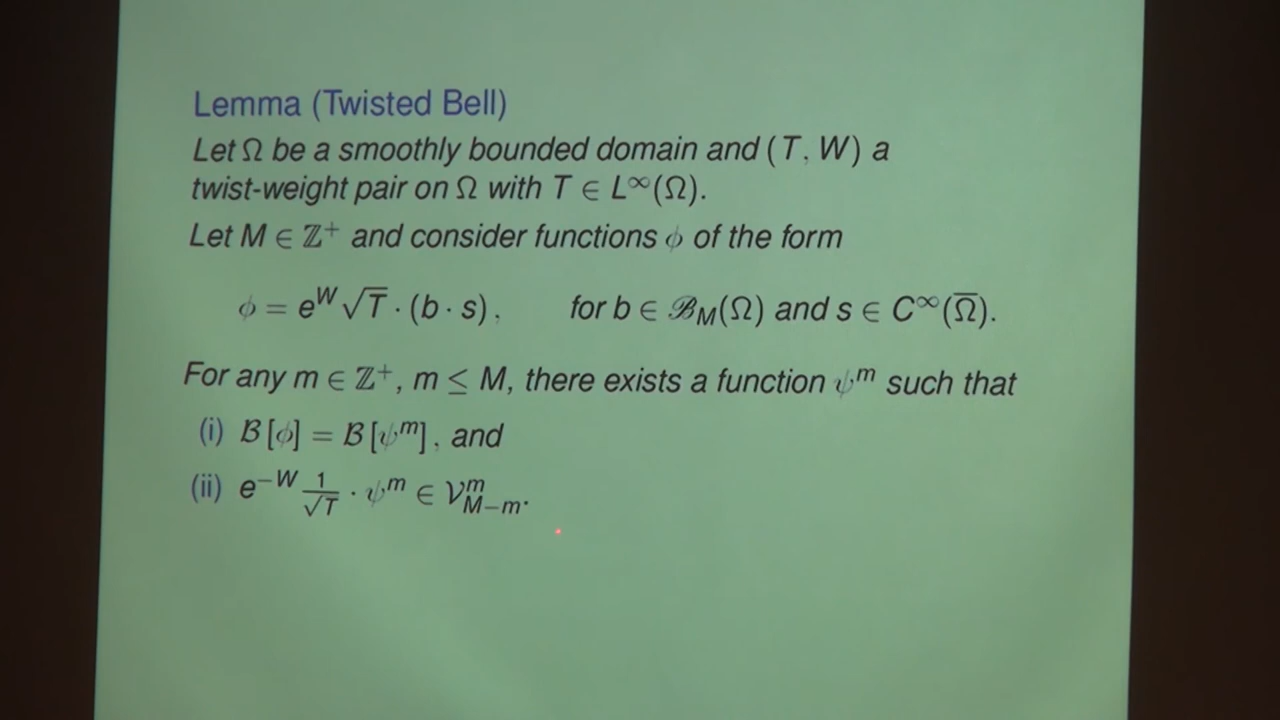 Lemma (Twisted Bell)
Let Ω be a smoothly bounded domain and (T, W) a
twist-weight pair on Ω with T ∈ L^∞(Ω).
Let M ∈ ℤ⁺ and consider functions ϕ of the form
ϕ = e^W √T · (b · s), for b ∈ ℬ_M(Ω) and s ∈ C^∞(Ω̅).
For any m ∈ ℤ⁺, m ≤ M, there exists a function ψ^m such that
(i) B[ϕ] = B[ψ^m], and
(ii) e^{-W} 1/√T · ψ^m ∈ 𝒱^m_{M-m}.